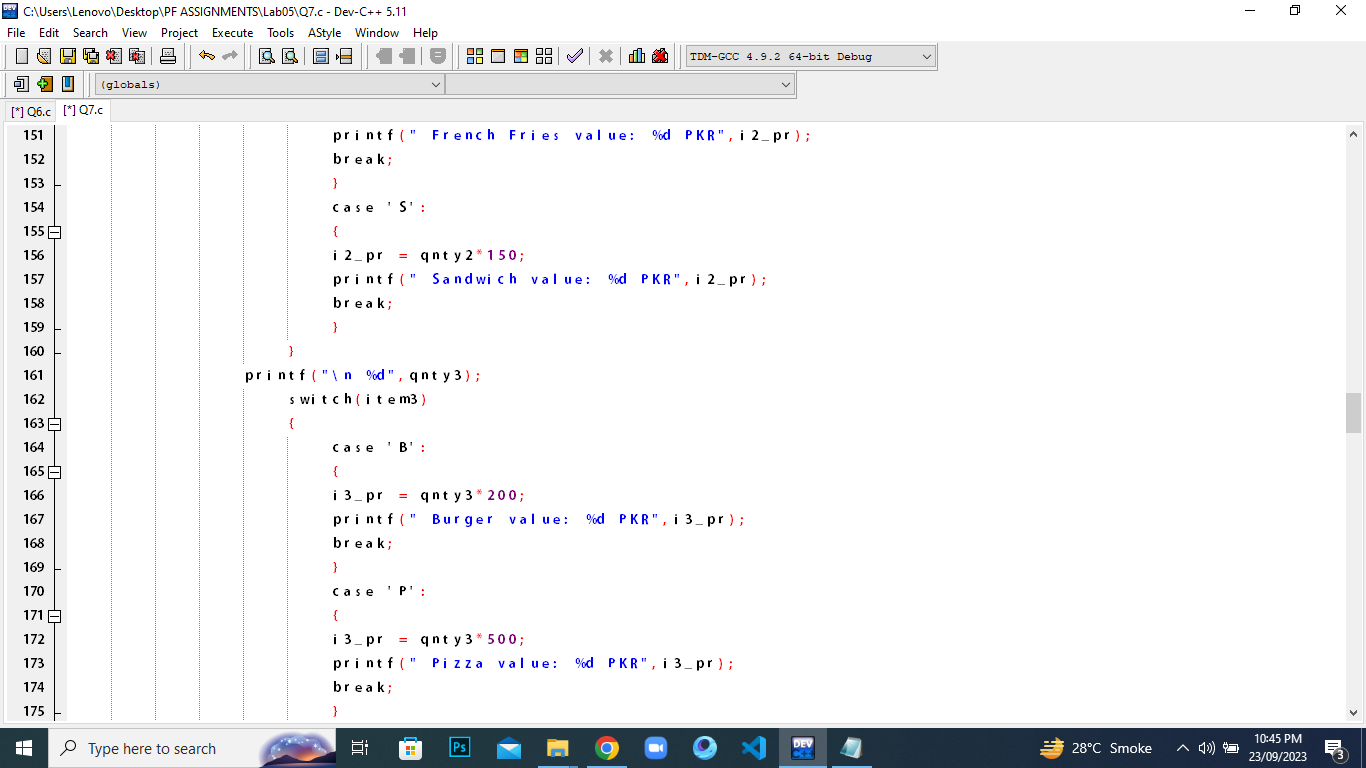 C:\Users\Lenovo\Desktop\PF ASSIGNMENTS\Lab05\Q7.c - Dev-C++ 5.11
File Edit Search View Project Execute Tools AStyle Window Help
TDM-GCC 4.9.2 64-bit Debug
(globals)
[*] Q6.c [*] Q7.c
151 printf(" French Fries value: %d PKR",i2_pr);
152 break;
153 }
154 case 'S':
155 {
156 i2_pr = qnty2*150;
157 printf(" Sandwich value: %d PKR",i2_pr);
158 break;
159 }
160 }
161 printf("\n %d",qnty3);
162 switch(item3)
163 {
164 case 'B':
165 {
166 i3_pr = qnty3*200;
167 printf(" Burger value: %d PKR",i3_pr);
168 break;
169 }
170 case 'P':
171 {
172 i3_pr = qnty3*500;
173 printf(" Pizza value: %d PKR",i3_pr);
174 break;
175 }
Type here to search
Ps
DEV
28°C Smoke
10:45 PM
23/09/2023
3